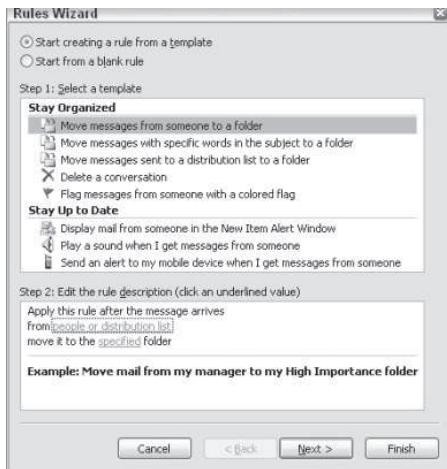 Rules Wizard
Start creating a rule from a template
Start from a blank rule
Step 1: Select a template
Stay Organized
Move messages from someone to a folder
Move messages with specific words in the subject to a folder
Move messages sent to a distribution list to a folder
Delete a conversation
Flag messages from someone with a colored flag
Stay Up to Date
Display mail from someone in the New Item Alert Window
Play a sound when I get messages from someone
Send an alert to my mobile device when I get messages from someone
Step 2: Edit the rule description (click an underlined value)
Apply this rule after the message arrives
from people or distribution list
move it to the specified folder
Example: Move mail from my manager to my High Importance folder
Cancel < Back Next > Finish